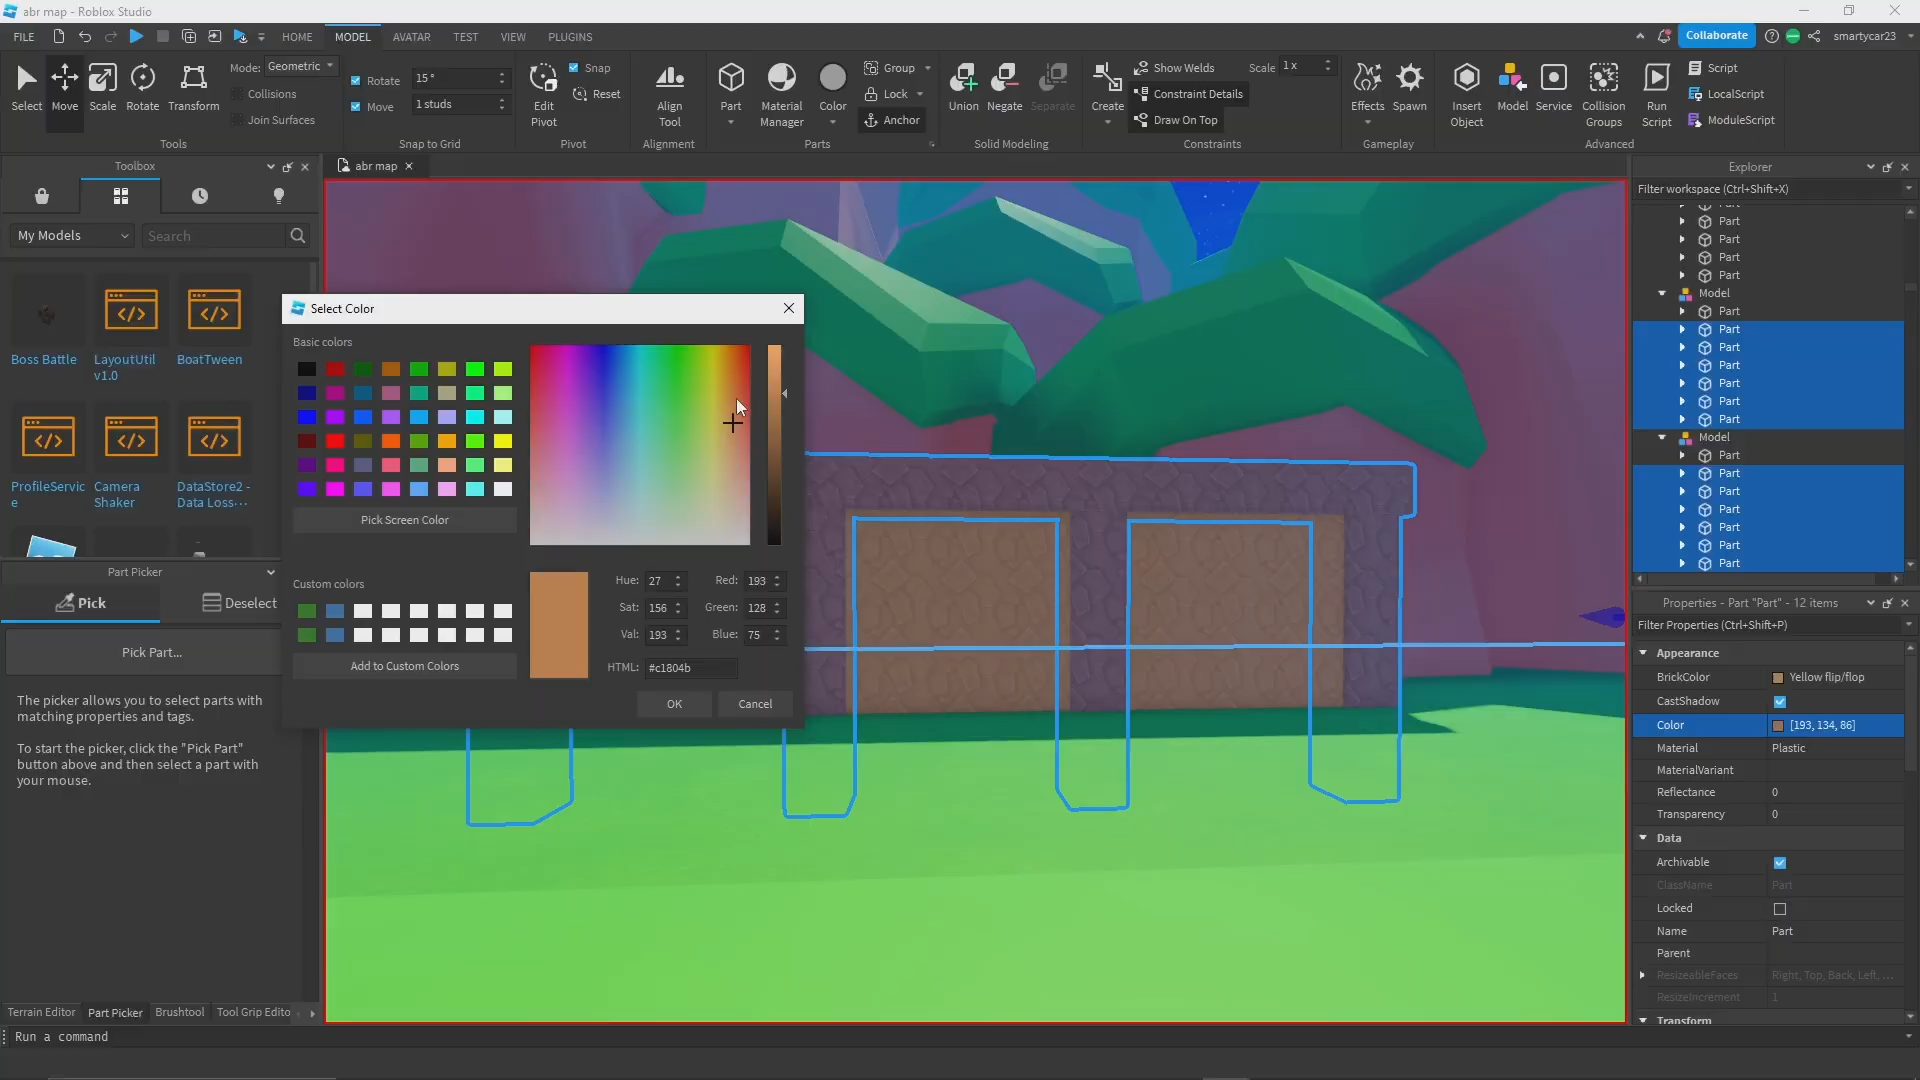 abr map - Roblox Studio
FILE HOME MODEL AVATAR TEST VIEW PLUGINS Collaborate smartycar23
Select Move Scale Rotate Transform
Mode: Geometric
Collisions
Join Surfaces
Tools
Rotate 15 °
Move 1 studs
Snap to Grid
Edit Pivot
Snap
Reset
Pivot
Align Tool
Alignment
Part
Material Manager
Color
Group
Lock
Anchor
Parts
Union Negate Separate
Solid Modeling
Create
Show Welds
Constraint Details
Draw On Top
Scale 1 x
Constraints
Effects Spawn
Gameplay
Insert Object
Model
Service
Collision Groups
Run Script
Script
LocalScript
ModuleScript
Advanced
Toolbox
My Models Search
Boss Battle
LayoutUtil v1.0
BoatTween
ProfileService
Camera Shaker
DataStore2 - Data Loss...
Part Picker
Pick Deselect
Pick Part...
The picker allows you to select parts with
matching properties and tags.
To start the picker, click the "Pick Part"
button above and then select a part with
your mouse.
Terrain Editor Part Picker Brushtool Tool Grip Edito
Run a command
abr map
Select Color
Basic colors
Pick Screen Color
Custom colors
Add to Custom Colors
Hue: 27 Red: 193
Sat: 156 Green: 128
Val: 193 Blue: 75
HTML: #c1804b
OK Cancel
Explorer
Filter workspace (Ctrl+Shift+X)
Part
Part
Part
Part
Part
Model
Part
Part
Part
Part
Part
Part
Part
Model
Part
Part
Part
Part
Part
Part
Part
Properties - Part "Part" - 12 items
Filter Properties (Ctrl+Shift+P)
Appearance
BrickColor Yellow flip/flop
CastShadow
Color [193, 134, 86]
Material Plastic
MaterialVariant
Reflectance 0
Transparency 0
Data
Archivable
ClassName Part
Locked
Name Part
Parent
ResizeableFaces Right, Top, Back, Left, ...
ResizeIncrement 1
Transform